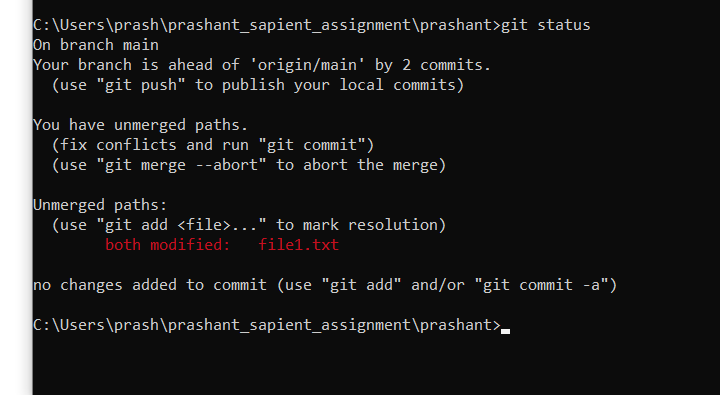 C:\Users\prash\prashant_sapient_assignment\prashant>git status
On branch main
Your branch is ahead of 'origin/main' by 2 commits.
  (use "git push" to publish your local commits)

You have unmerged paths.
  (fix conflicts and run "git commit")
  (use "git merge --abort" to abort the merge)

Unmerged paths:
  (use "git add <file>..." to mark resolution)
        both modified:   file1.txt

no changes added to commit (use "git add" and/or "git commit -a")

C:\Users\prash\prashant_sapient_assignment\prashant>